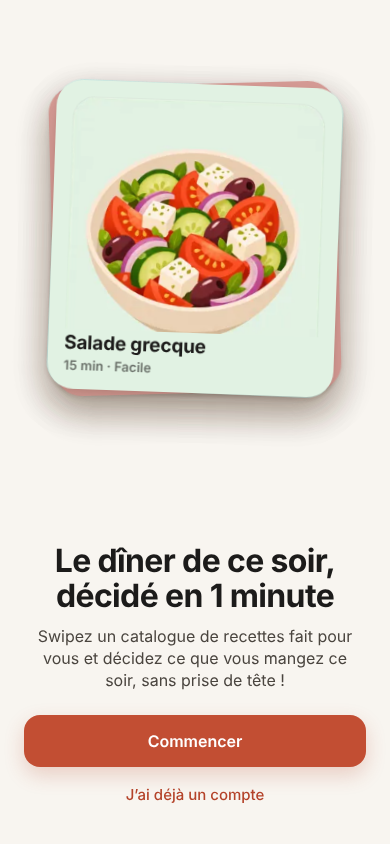 Salade grecque
15 min · Facile
Le dîner de ce soir,
décidé en 1 minute
Swipez un catalogue de recettes fait pour
vous et décidez ce que vous mangez ce
soir, sans prise de tête !
Commencer
J’ai déjà un compte